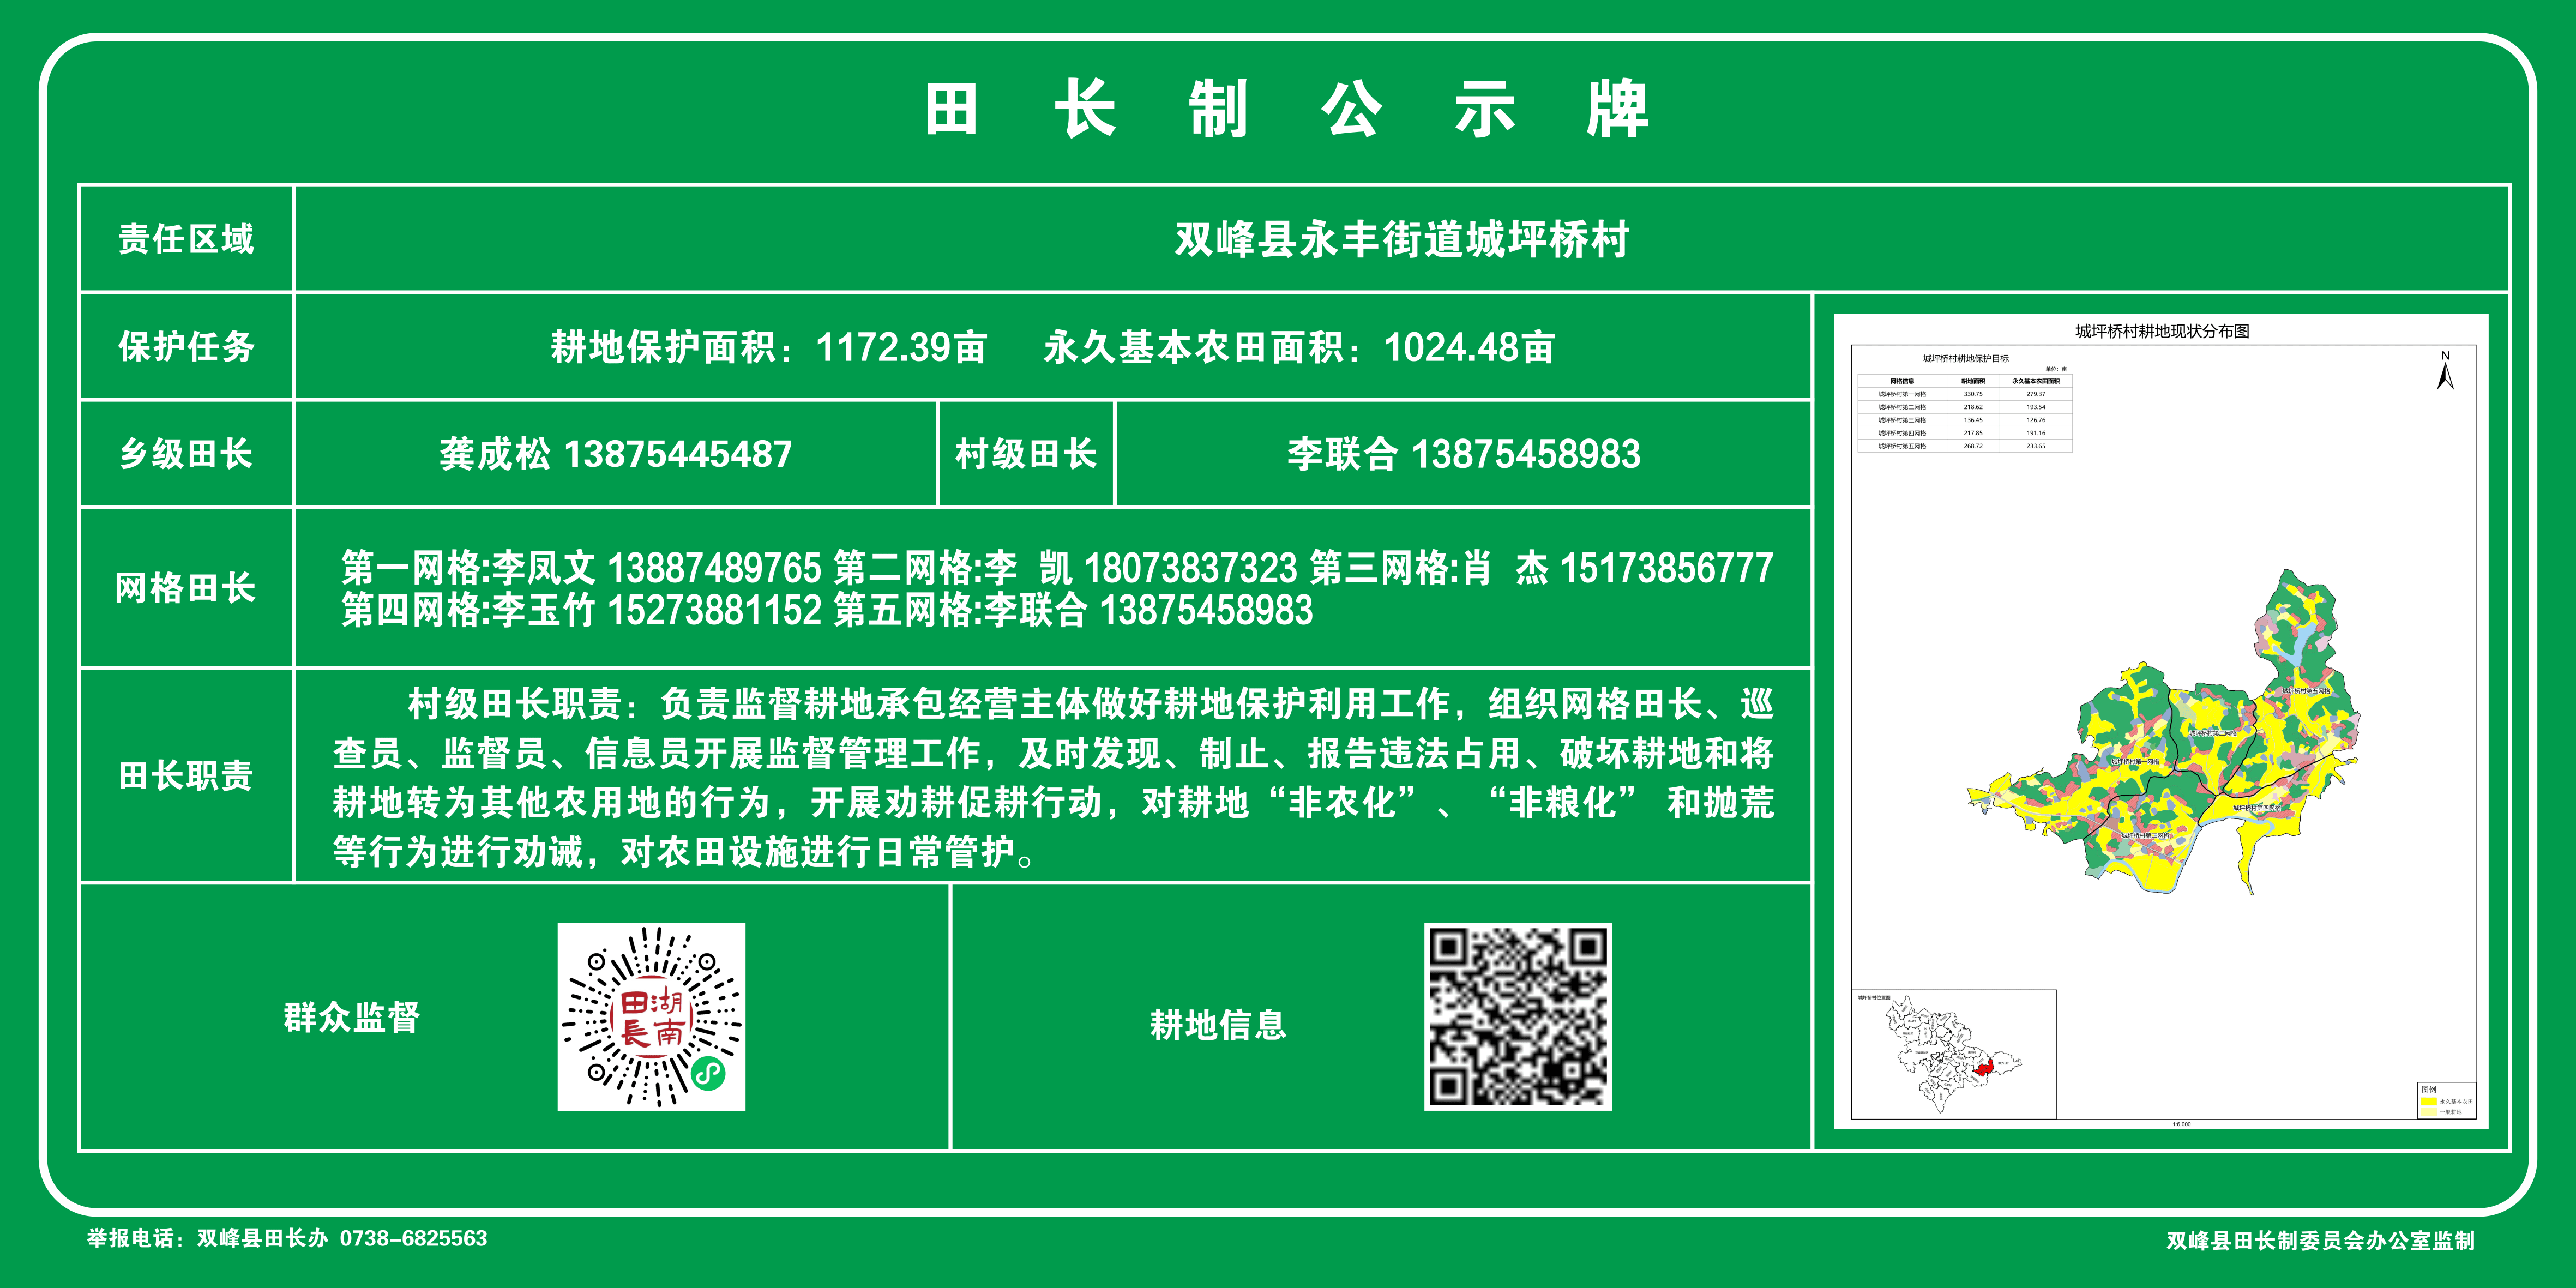 田长制公示牌
责任区域
双峰县永丰街道城坪桥村
保护任务
耕地保护面积：1172.39亩 永久基本农田面积：1024.48亩
乡级田长
龚成松 13875445487
村级田长
李联合 13875458983
网格田长
第一网格:李凤文 13887489765 第二网格:李 凯 18073837323 第三网格:肖 杰 15173856777
第四网格:李玉竹 15273881152 第五网格:李联合 13875458983
田长职责
村级田长职责：负责监督耕地承包经营主体做好耕地保护利用工作，组织网格田长、巡
查员、监督员、信息员开展监督管理工作，及时发现、制止、报告违法占用、破坏耕地和将
耕地转为其他农用地的行为，开展劝耕促耕行动，对耕地“非农化”、“非粮化” 和抛荒
等行为进行劝诫，对农田设施进行日常管护。
群众监督
湖南
田長
耕地信息
城坪桥村耕地现状分布图
城坪桥村耕地保护目标
单位：亩
网格信息 耕地面积 永久基本农田面积
城坪桥村第一网格 330.75 279.37
城坪桥村第二网格 218.62 193.54
城坪桥村第三网格 136.45 126.76
城坪桥村第四网格 217.85 191.16
城坪桥村第五网格 268.72 233.65
N
城坪桥村第五网格
城坪桥村第三网格
城坪桥村第一网格
城坪桥村第四网格
城坪桥村第二网格
城坪桥村位置图
图例
永久基本农田
一般耕地
1:6,000
举报电话：双峰县田长办 0738-6825563
双峰县田长制委员会办公室监制